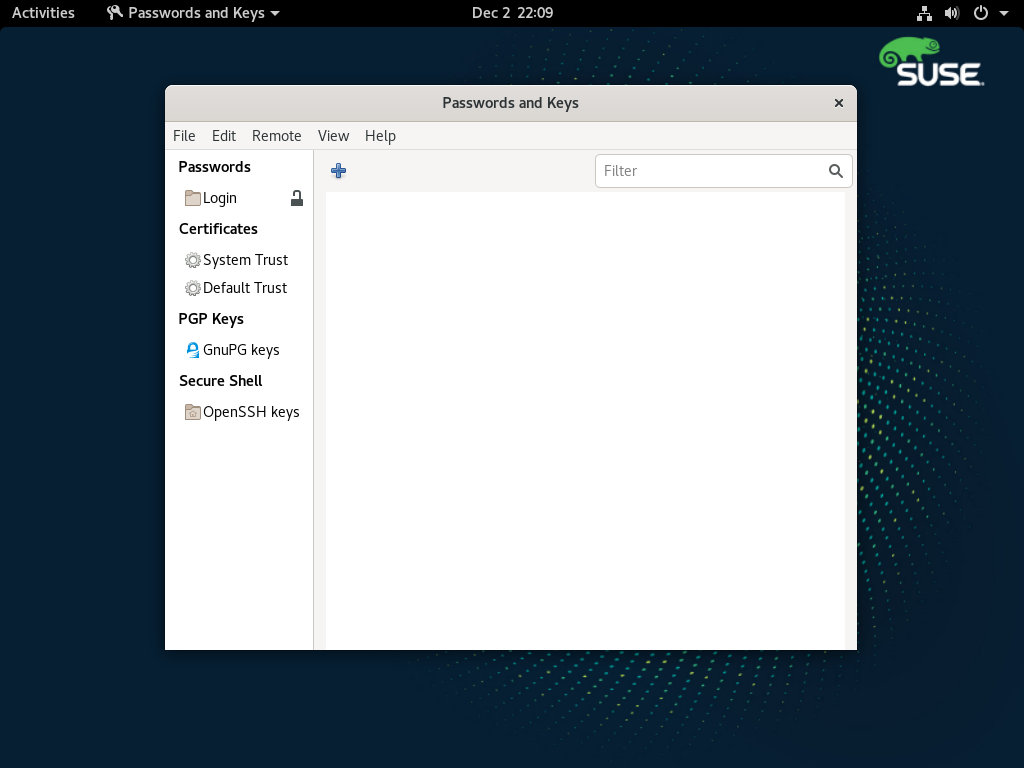 Activities Passwords and Keys Dec 2 22:09
SUSE
Passwords and Keys
File Edit Remote View Help
Passwords
Filter
Login
Certificates
System Trust
Default Trust
PGP Keys
GnuPG keys
Secure Shell
OpenSSH keys